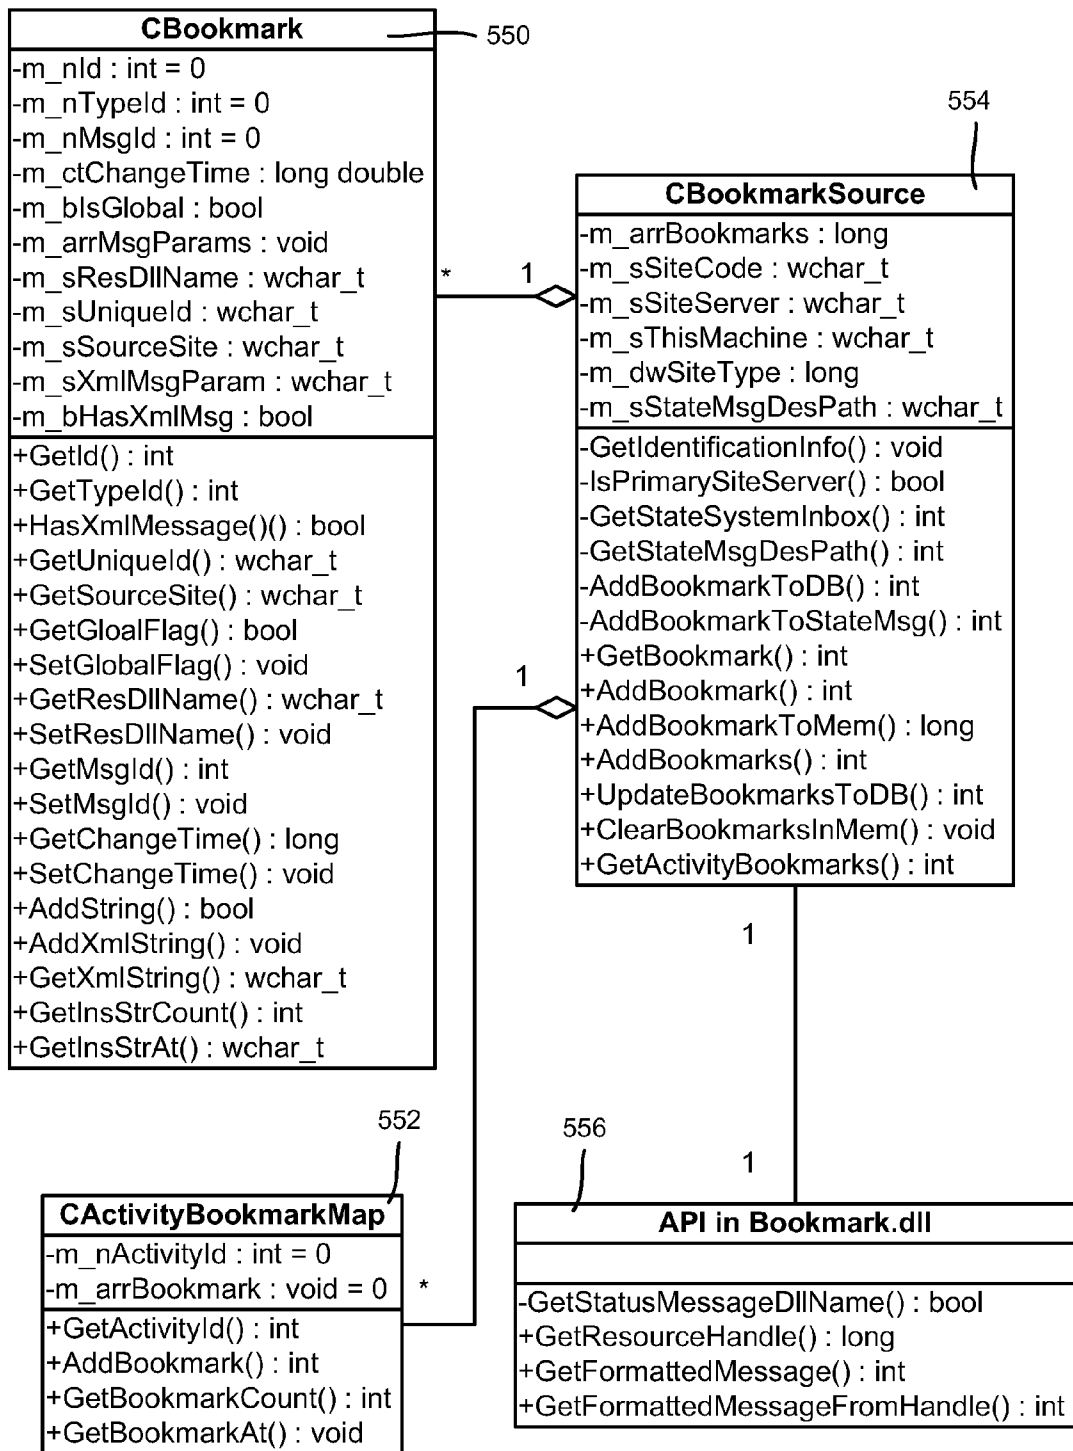 CBookmark
550
-m_nId : int = 0
-m_nTypeId : int = 0
-m_nMsgId : int = 0
-m_ctChangeTime : long double
-m_bIsGlobal : bool
-m_arrMsgParams : void
-m_sResDllName : wchar_t
-m_sUniqueId : wchar_t
-m_sSourceSite : wchar_t
-m_sXmlMsgParam : wchar_t
-m_bHasXmlMsg : bool
+GetId() : int
+GetTypeId() : int
+HasXmlMessage()() : bool
+GetUniqueId() : wchar_t
+GetSourceSite() : wchar_t
+GetGloalFlag() : bool
+SetGlobalFlag() : void
+GetResDllName() : wchar_t
+SetResDllName() : void
+GetMsgId() : int
+SetMsgId() : void
+GetChangeTime() : long
+SetChangeTime() : void
+AddString() : bool
+AddXmlString() : void
+GetXmlString() : wchar_t
+GetInsStrCount() : int
+GetInsStrAt() : wchar_t
*
1
554
CBookmarkSource
-m_arrBookmarks : long
-m_sSiteCode : wchar_t
-m_sSiteServer : wchar_t
-m_sThisMachine : wchar_t
-m_dwSiteType : long
-m_sStateMsgDesPath : wchar_t
-GetIdentificationInfo() : void
-IsPrimarySiteServer() : bool
-GetStateSystemInbox() : int
-GetStateMsgDesPath() : int
-AddBookmarkToDB() : int
-AddBookmarkToStateMsg() : int
+GetBookmark() : int
+AddBookmark() : int
+AddBookmarkToMem() : long
+AddBookmarks() : int
+UpdateBookmarksToDB() : int
+ClearBookmarksInMem() : void
+GetActivityBookmarks() : int
1
1
552
CActivityBookmarkMap
-m_nActivityId : int = 0
-m_arrBookmark : void = 0
*
+GetActivityId() : int
+AddBookmark() : int
+GetBookmarkCount() : int
+GetBookmarkAt() : void
556
1
API in Bookmark.dll
-GetStatusMessageDllName() : bool
+GetResourceHandle() : long
+GetFormattedMessage() : int
+GetFormattedMessageFromHandle() : int